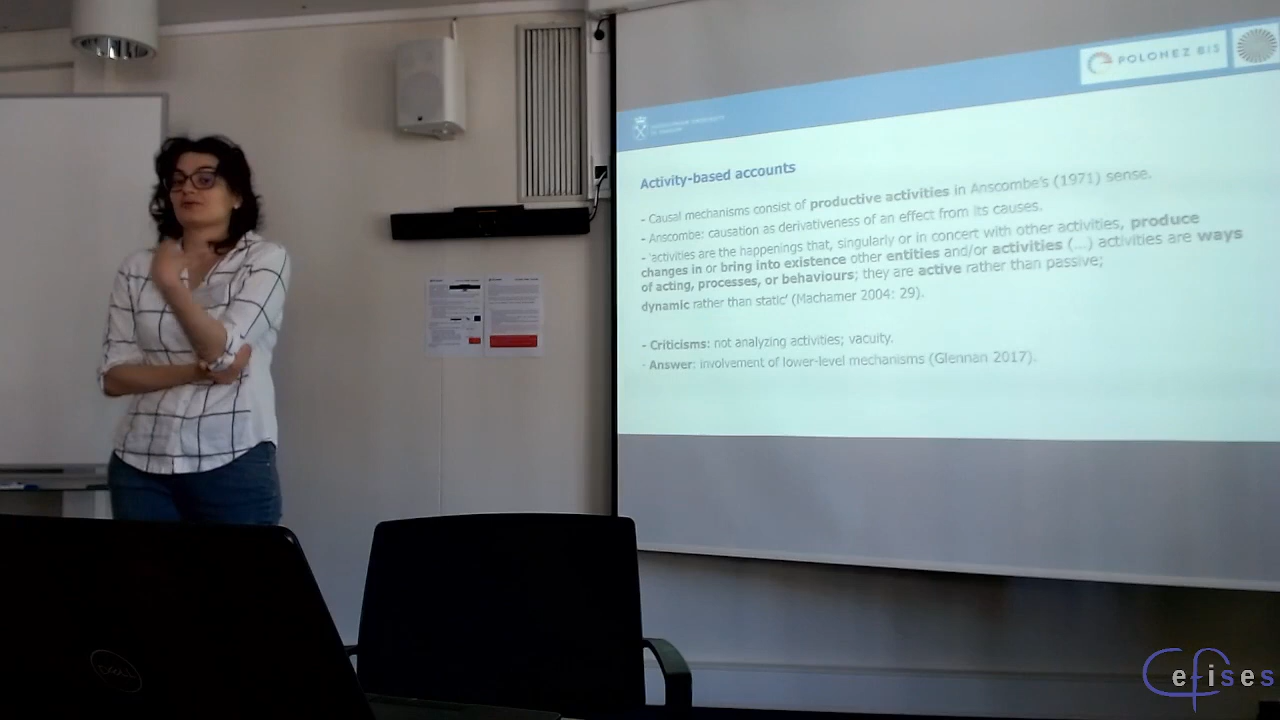 POLONEZ BIS
Activity-based accounts
- Causal mechanisms consist of productive activities in Anscombe's (1971) sense.
- Anscombe: causation as derivativeness of an effect from its causes.
- 'activities are the happenings that, singularly or in concert with other activities, produce
changes in or bring into existence other entities and/or activities (...) activities are ways
of acting, processes, or behaviours; they are active rather than passive;
dynamic rather than static' (Machamer 2004: 29).
- Criticisms: not analyzing activities; vacuity.
- Answer: involvement of lower-level mechanisms (Glennan 2017).
DELL
Cefises